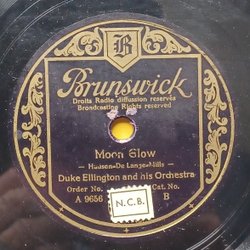 B
Brunswick
Droits Radio diffusion reservés
Broadcasting Rights reserved
Moon Glow
- Hudson-De Lange-Mills -
Duke Ellington and his Orchestra
Order No. Cat. No.
A 9656 B
N.C.B.